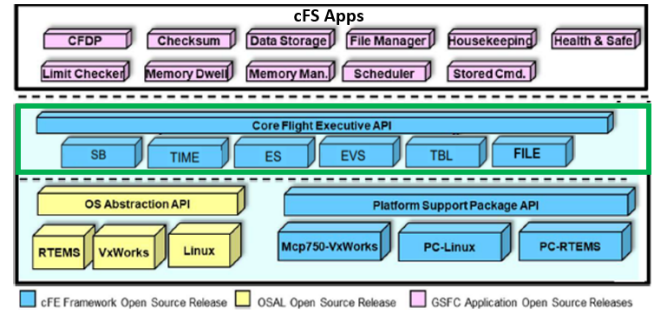 cFS Apps
CFDP Checksum Data Storage File Manager Housekeeping Health & Safe
Limit Checker Memory Dwell Memory Man. Scheduler Stored Cmd.
Core Flight Executive API
SB TIME ES EVS TBL FILE
OS Abstraction API Platform Support Package API
RTEMS VxWorks Linux Mcp750-VxWorks PC-Linux PC-RTEMS
cFE Framework Open Source Release OSAL Open Source Release GSFC Application Open Source Releases